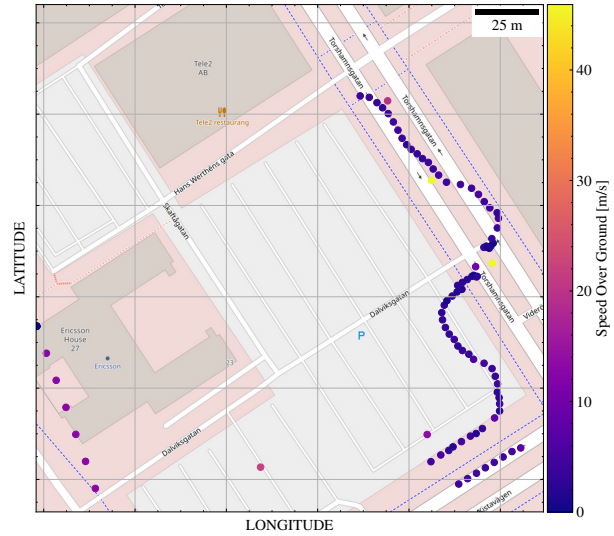 25 m
Tele2
AB
Tele2 restaurang
Torshamnsgatan
Torshamnsgatan
Hans Werthéns gata
Skaftågatan
Dalviksgatan
Torshamnsgatan
P
Ericsson
House
27
Ericsson
23
Dalviksgatan
Kistavägen
LATITUDE
LONGITUDE
40
30
20
10
0
Speed Over Ground [m/s]